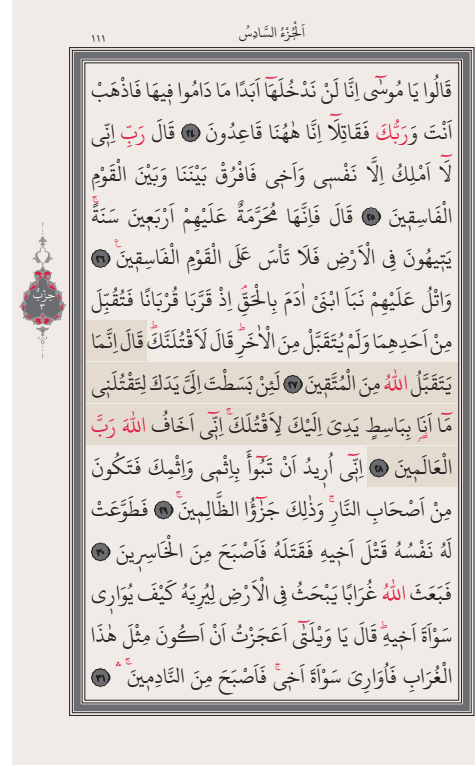 اَلْجُزْءُ السَّادِسُ
١١١
قَالُوا يَا مُوسٰٓى اِنَّا لَنْ نَدْخُلَهَٓا اَبَدًا مَا دَامُوا ف۪يهَا فَاذْهَبْ
اَنْتَ وَرَبُّكَ فَقَاتِلَٓا اِنَّا هٰهُنَا قَاعِدُونَ ٢٤ قَالَ رَبِّ اِنّ۪ي
لَٓا اَمْلِكُ اِلَّا نَفْس۪ي وَاَخ۪ي فَافْرُقْ بَيْنَنَا وَبَيْنَ الْقَوْمِ
الْفَاسِق۪ينَ ٢٥ قَالَ فَاِنَّهَا مُحَرَّمَةٌ عَلَيْهِمْ اَرْبَع۪ينَ سَنَةًۚ
يَت۪يهُونَ فِي الْاَرْضِ فَلَا تَاْسَ عَلَى الْقَوْمِ الْفَاسِق۪ينَ۟ ٢٦
وَاتْلُ عَلَيْهِمْ نَبَاَ ابْنَيْ اٰدَمَ بِالْحَقِّۢ اِذْ قَرَّبَا قُرْبَانًا فَتُقُبِّلَ
مِنْ اَحَدِهِمَا وَلَمْ يُتَقَبَّلْ مِنَ الْاٰخَرِۜ قَالَ لَاَقْتُلَنَّكَۜ قَالَ اِنَّمَا
يَتَقَبَّلُ اللّٰهُ مِنَ الْمُتَّق۪ينَ ٢٧ لَئِنْ بَسَطْتَ اِلَيَّ يَدَكَ لِتَقْتُلَن۪ي
مَٓا اَنَا۬ بِبَاسِطٍ يَدِيَ اِلَيْكَ لِاَقْتُلَكَۚ اِنّ۪ٓي اَخَافُ اللّٰهَ رَبَّ
الْعَالَم۪ينَ ٢٨ اِنّ۪ٓي اُر۪يدُ اَنْ تَبُٓواَ بِاِثْم۪ي وَاِثْمِكَ فَتَكُونَ
مِنْ اَصْحَابِ النَّارِۚ وَذٰلِكَ جَزٰٓؤُا الظَّالِم۪ينَۚ ٢٩ فَطَوَّعَتْ
لَهُ نَفْسُهُ قَتْلَ اَخ۪يهِ فَقَتَلَهُ فَاَصْبَحَ مِنَ الْخَاسِر۪ينَ ٣٠
فَبَعَثَ اللّٰهُ غُرَابًا يَبْحَثُ فِي الْاَرْضِ لِيُرِيَهُ كَيْفَ يُوَار۪ي
سَوْاَةَ اَخ۪يهِۜ قَالَ يَا وَيْلَتٰٓى اَعَجَزْتُ اَنْ اَكُونَ مِثْلَ هٰذَا
الْغُرَابِ فَاُوَارِيَ سَوْاَةَ اَخ۪يۚ فَاَصْبَحَ مِنَ النَّادِم۪ينَۚۛ ٣١
حِزْبُ